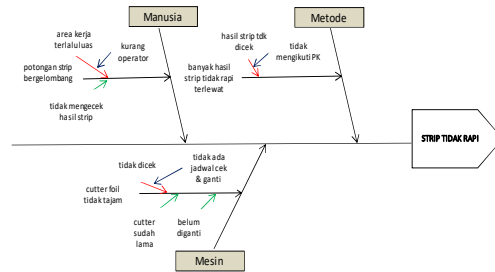 Manusia
Metode
area kerja
terlaluluas
kurang
operator
potongan strip
bergelombang
tidak mengecek
hasil strip
hasil strip tdk
dicek
tidak
mengikuti PK
banyak hasil
strip tidak rapi
terlewat
STRIP TIDAK RAPI
tidak dicek
tidak ada
jadwal cek
& ganti
cutter foil
tidak tajam
cutter
sudah
lama
belum
diganti
Mesin